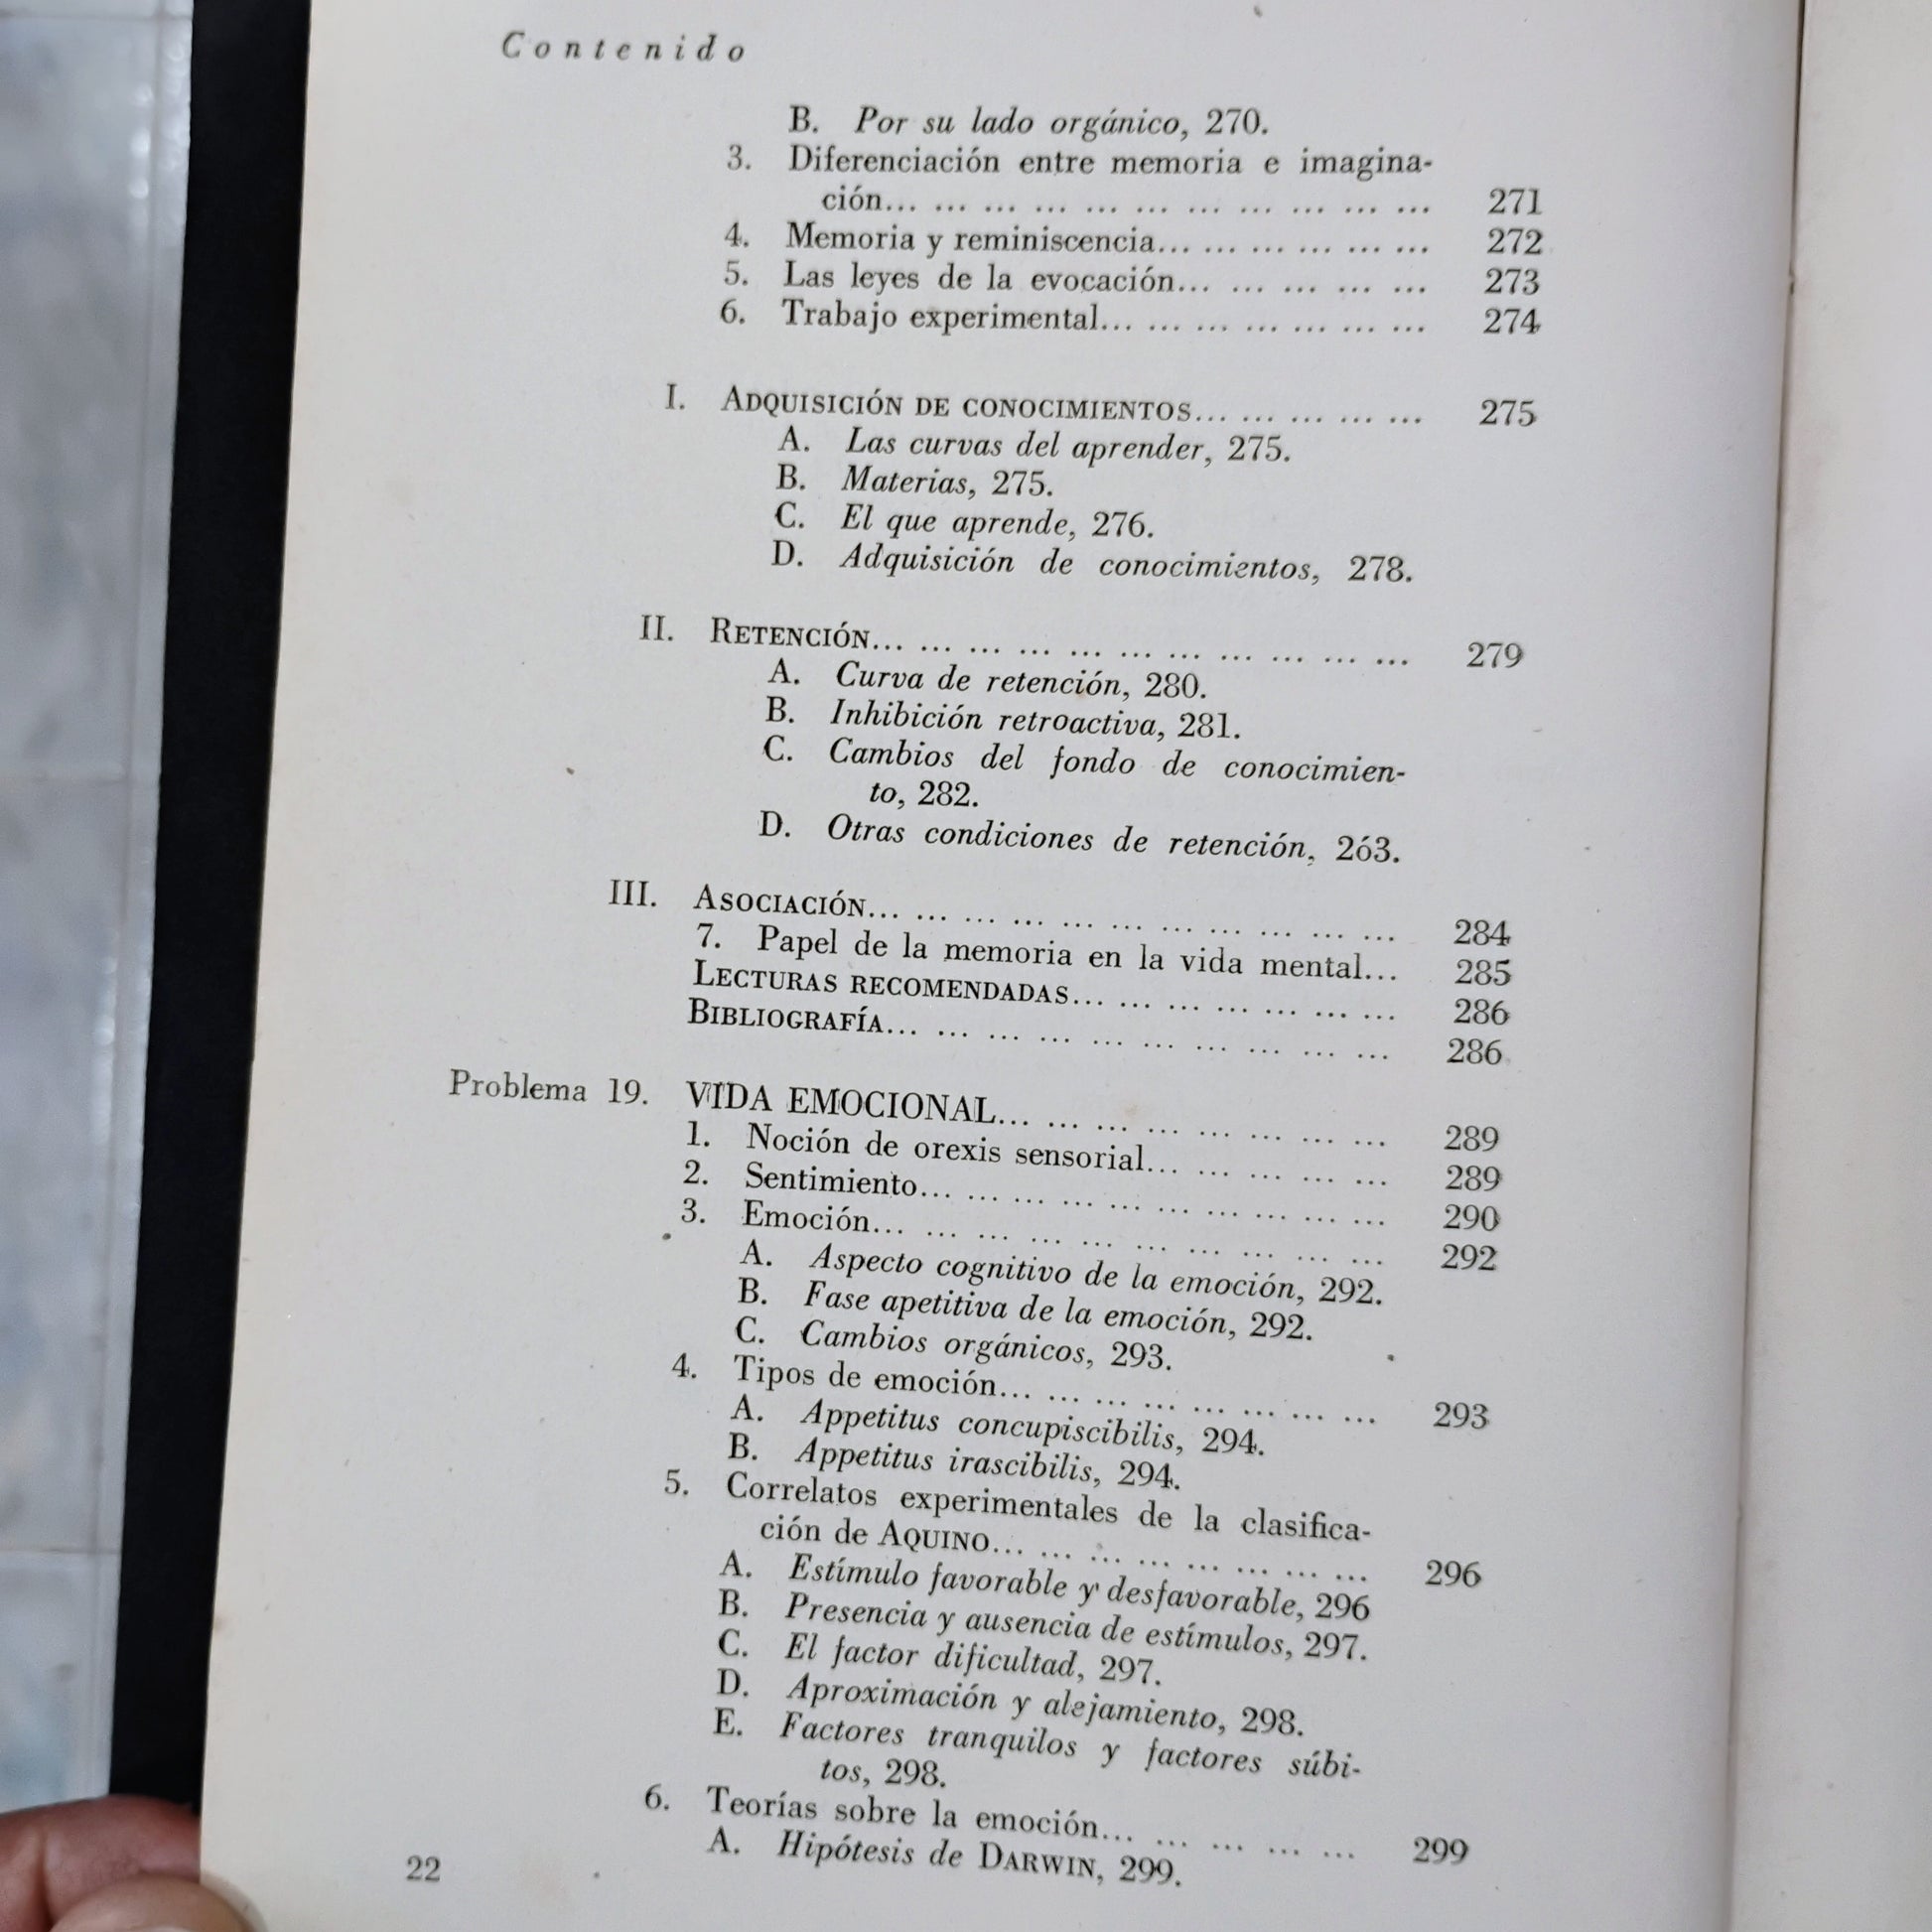 Contenido
B. Por su lado orgánico, 270.
3. Diferenciación entre memoria e imagina-
ción... ... ... ... ... ... ... ... ... ... ... 271
4. Memoria y reminiscencia... ... ... ... ... ... 272
5. Las leyes de la evocación... ... ... ... ... 273
6. Trabajo experimental... ... ... ... ... ... ... 274
I. ADQUISICIÓN DE CONOCIMIENTOS... ... ... ... ... 275
A. Las curvas del aprender, 275.
B. Materias, 275.
C. El que aprende, 276.
D. Adquisición de conocimientos, 278.
II. RETENCIÓN... ... ... ... ... ... ... ... ... ... ... 279
A. Curva de retención, 280.
B. Inhibición retroactiva, 281.
C. Cambios del fondo de conocimien-
to, 282.
D. Otras condiciones de retención, 2ó3.
III. ASOCIACIÓN... ... ... ... ... ... ... ... ... ... ... 284
7. Papel de la memoria en la vida mental... 285
LECTURAS RECOMENDADAS... ... ... ... ... ... ... 286
BIBLIOGRAFÍA... ... ... ... ... ... ... ... ... ... 286
Problema 19. VIDA EMOCIONAL... ... ... ... ... ... ... ... 289
1. Noción de orexis sensorial... ... ... ... ... 289
2. Sentimiento... ... ... ... ... ... ... ... ... ... 290
3. Emoción... ... ... ... ... ... ... ... ... ... 292
A. Aspecto cognitivo de la emoción, 292.
B. Fase apetitiva de la emoción, 292.
C. Cambios orgánicos, 293.
4. Tipos de emoción... ... ... ... ... ... ... ... 293
A. Appetitus concupiscibilis, 294.
B. Appetitus irascibilis, 294.
5. Correlatos experimentales de la clasifica-
ción de AQUINO... ... ... ... ... ... ... ... 296
A. Estímulo favorable y desfavorable, 296
B. Presencia y ausencia de estímulos, 297.
C. El factor dificultad, 297.
D. Aproximación y alejamiento, 298.
E. Factores tranquilos y factores súbi-
tos, 298.
6. Teorías sobre la emoción... ... ... ... ... ... 299
A. Hipótesis de DARWIN, 299.
22